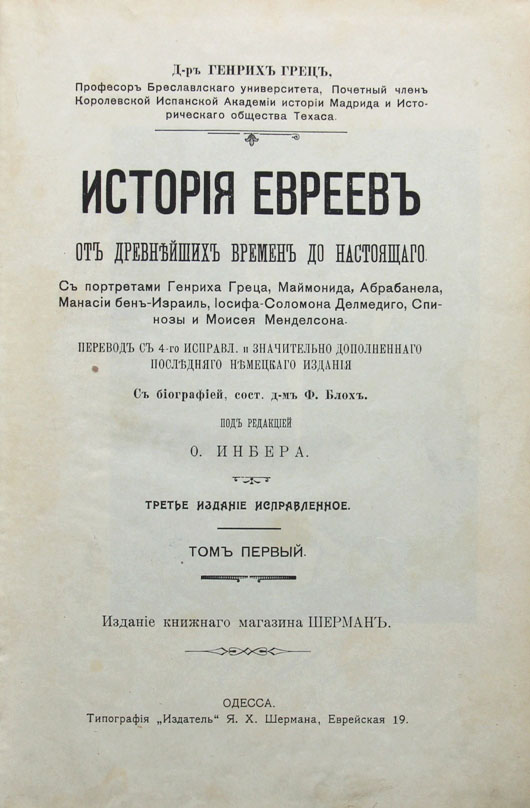 Д-ръ ГЕНРИХЪ ГРЕЦЪ,
Профессоръ Бреславлскаго университета, Почетный членъ
Королевской Испанской Академіи исторіи Мадрида и Исто-
рическаго общества Техаса.
ИСТОРІЯ ЕВРЕЕВЪ
ОТЪ ДРЕВНѢЙШИХЪ ВРЕМЕНЪ ДО НАСТОЯЩАГО.
Съ портретами Генриха Греца, Маймонида, Абрабанела,
Манасіи бенъ-Израиль, Іосифа-Соломона Делмедиго, Спи-
нозы и Моисея Менделсона.
ПЕРЕВОДЪ СЪ 4-го ИСПРАВЛ. и ЗНАЧИТЕЛЬНО ДОПОЛНЕННАГО
ПОСЛѢДНЯГО НѢМЕЦКАГО ИЗДАНІЯ
Съ біографіей, сост. д-мъ Ф. Блохъ.
ПОДЪ РЕДАКЦІЕЙ
О. ИНБЕРА.
ТРЕТЬЕ ИЗДАНІЕ ИСПРАВЛЕННОЕ.
ТОМЪ ПЕРВЫЙ.
Изданіе книжнаго магазина ШЕРМАНЪ.
ОДЕССА.
Типографія „Издатель" Я. Х. Шермана, Еврейская 19.